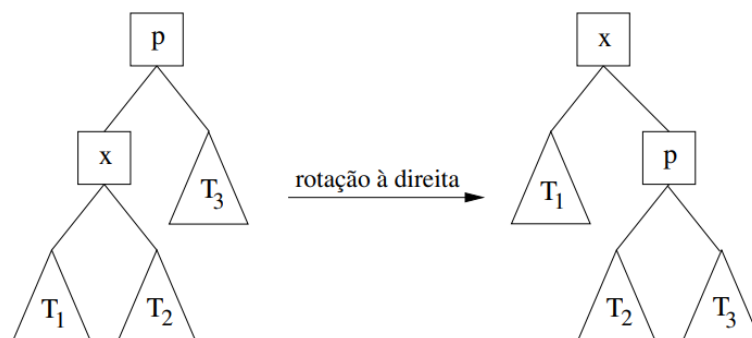 p
x
x
p
T3
rotação à direita
T1
T1
T2
T2
T3